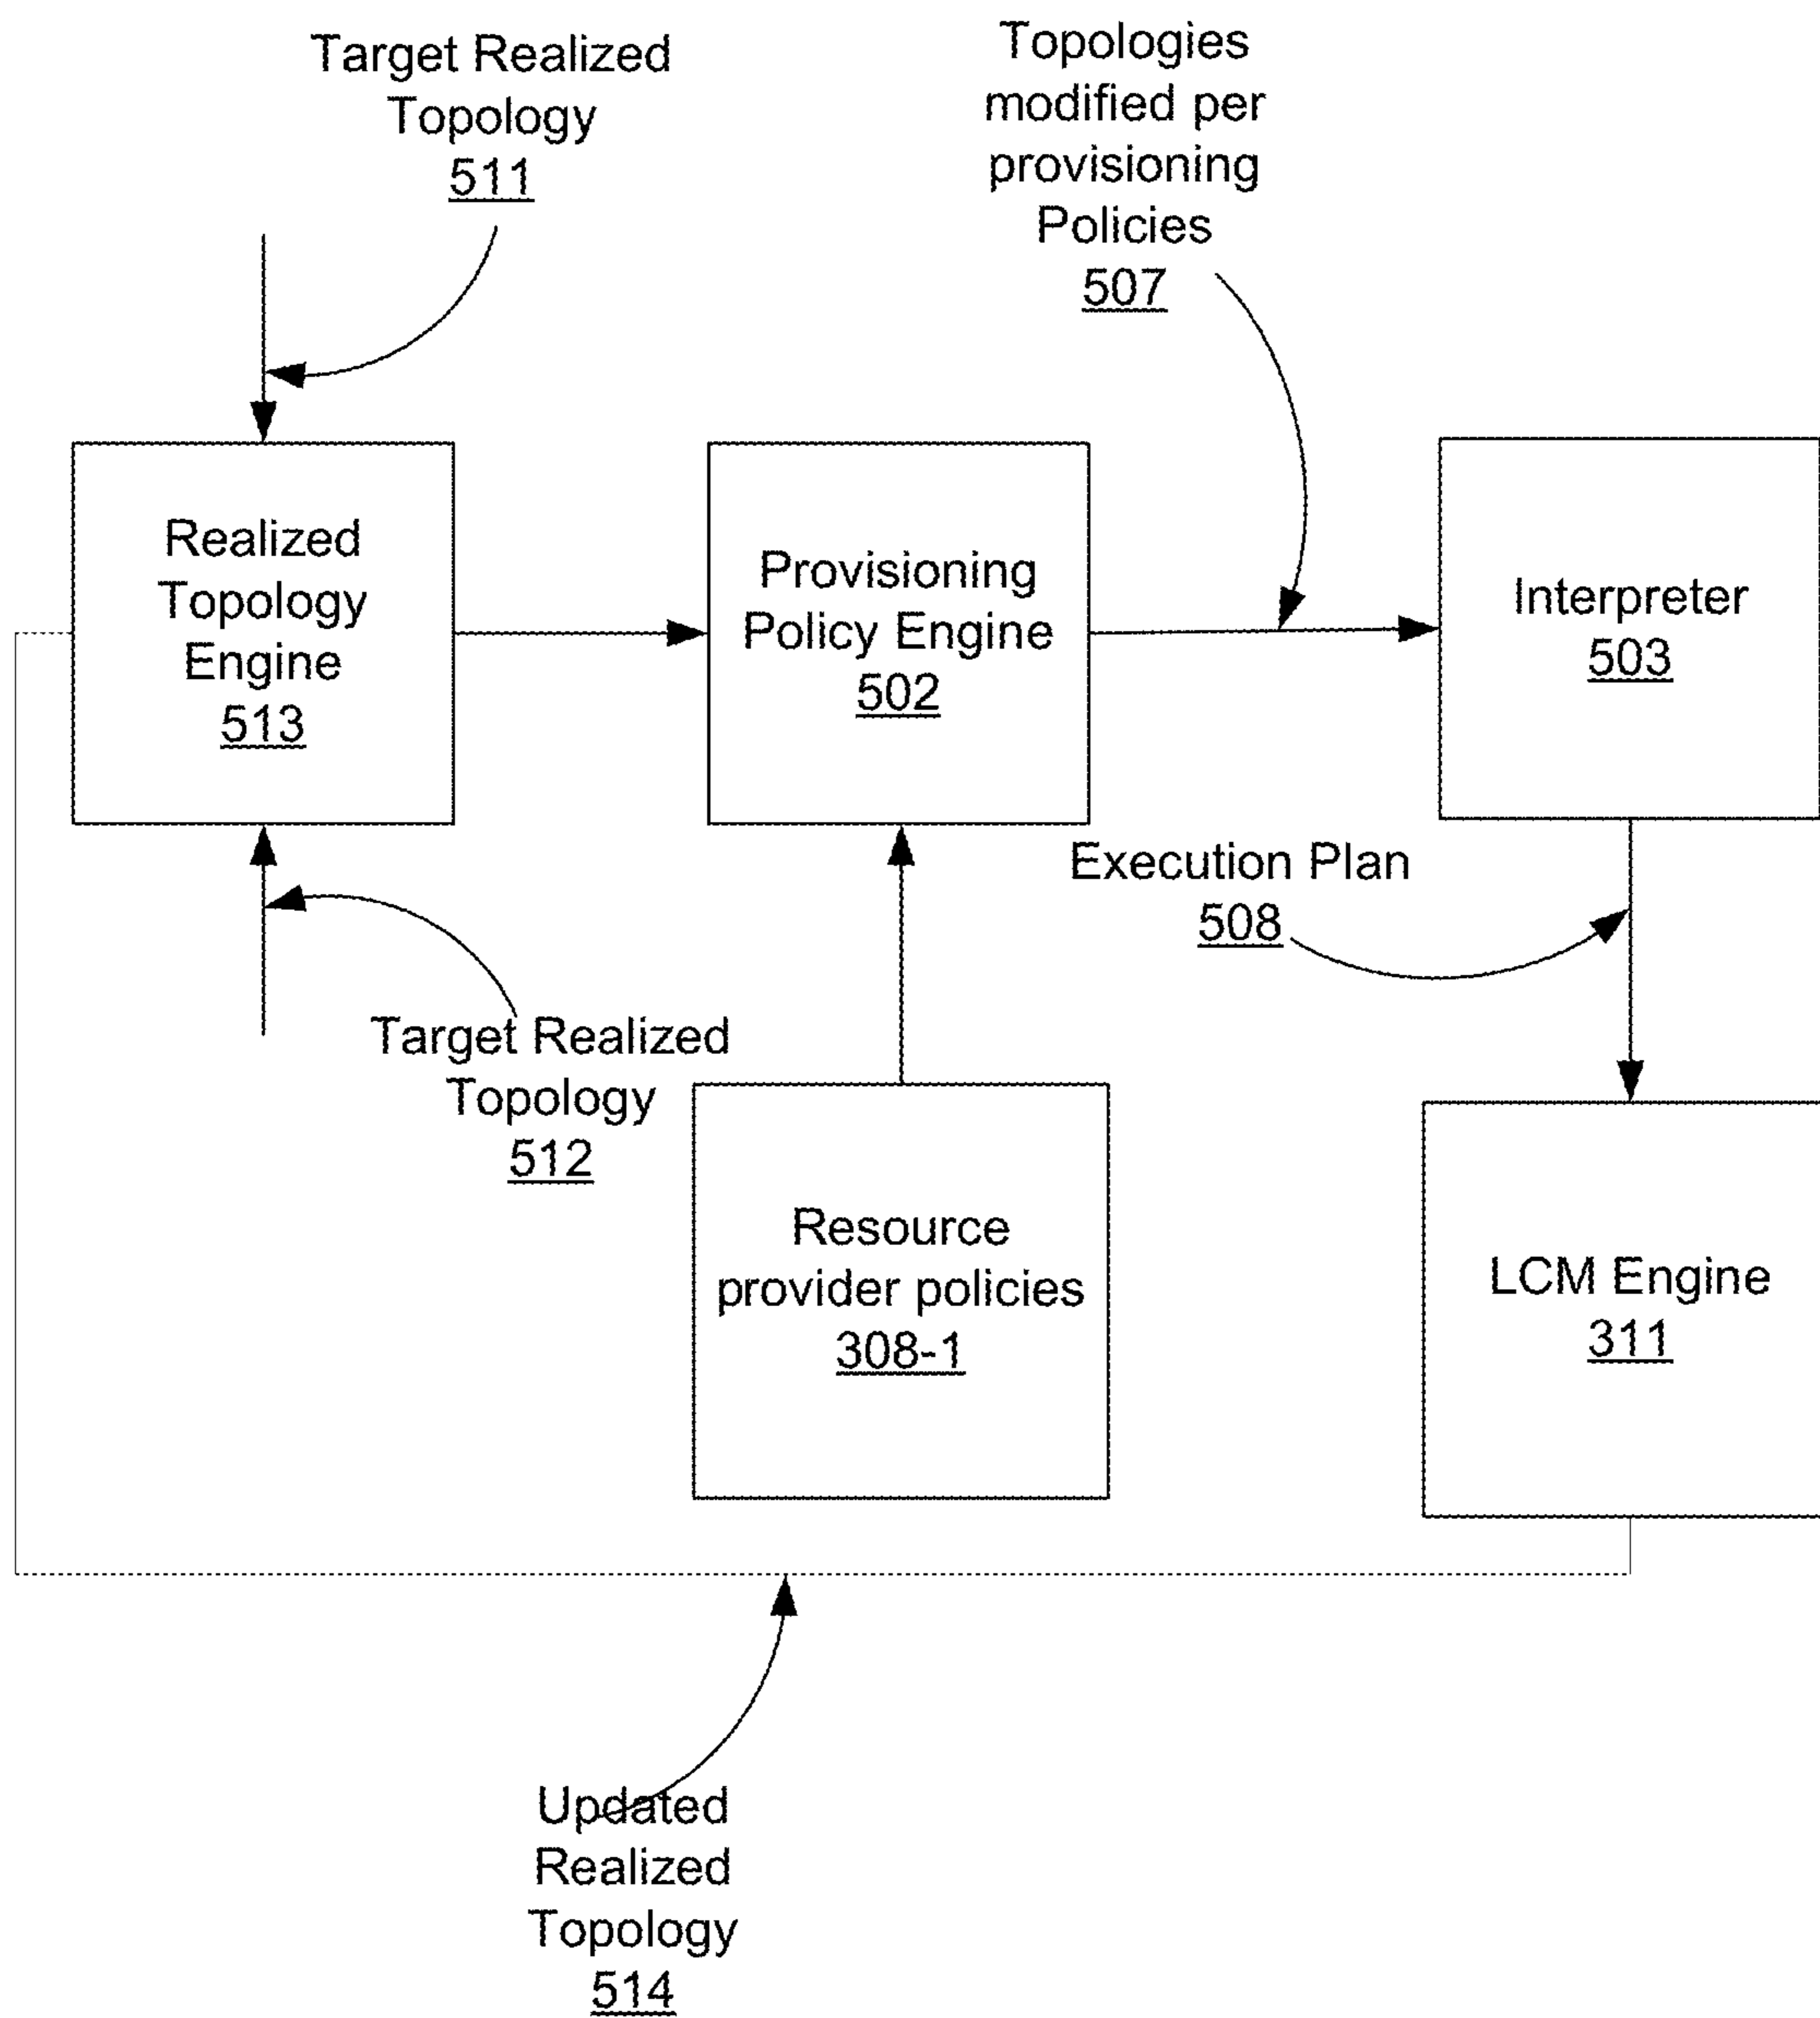 Target Realized
Topology
511
Topologies
modified per
provisioning
Policies
507
Realized
Topology
Engine
513
Provisioning
Policy Engine
502
Interpreter
503
Execution Plan
508
Target Realized
Topology
512
Resource
provider policies
308-1
LCM Engine
311
Updated
Realized
Topology
514